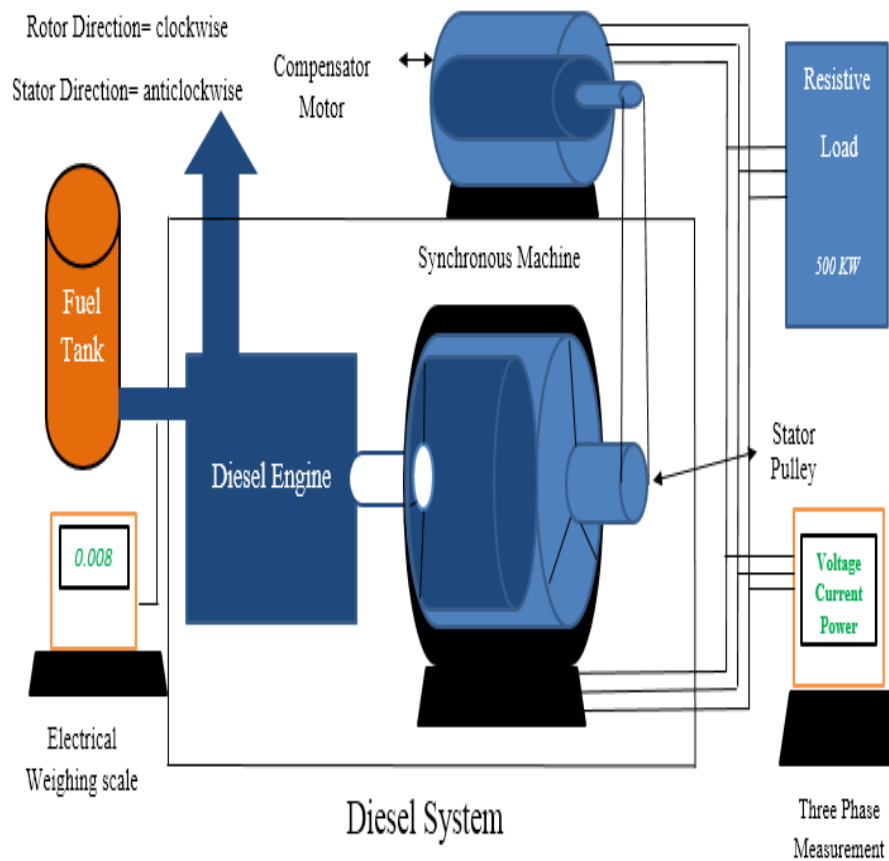 Rotor Direction= clockwise
Stator Direction= anticlockwise
Compensator
Motor
Resistive
Load
500 KW
Synchronous Machine
Fuel
Tank
Diesel Engine
Stator
Pulley
0.008
Voltage
Current
Power
Electrical
Weighing scale
Diesel System
Three Phase
Measurement